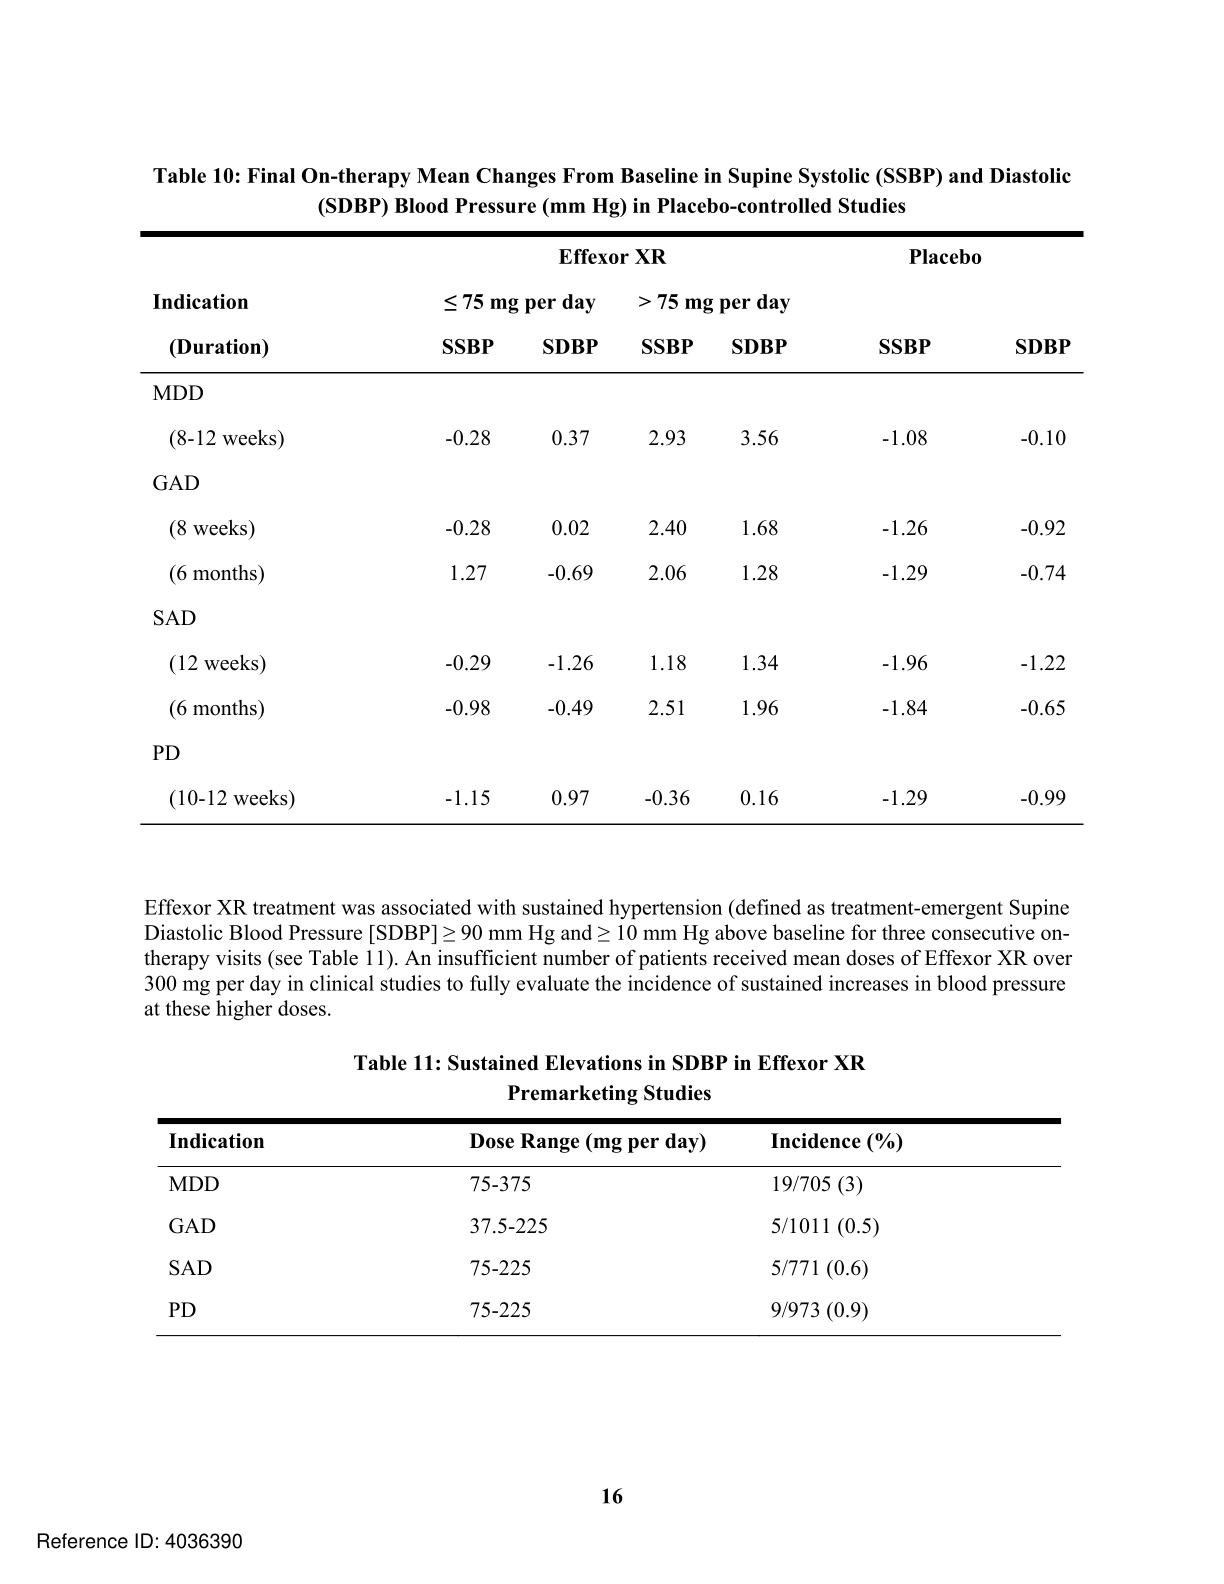 Table 10: Final On-therapy Mean Changes From Baseline in Supine Systolic (SSBP) and Diastolic
(SDBP) Blood Pressure (mm Hg) in Placebo-controlled Studies
Effexor XR Placebo
Indication ≤ 75 mg per day > 75 mg per day
(Duration) SSBP SDBP SSBP SDBP SSBP SDBP
MDD
(8-12 weeks) -0.28 0.37 2.93 3.56 -1.08 -0.10
GAD
(8 weeks) -0.28 0.02 2.40 1.68 -1.26 -0.92
(6 months) 1.27 -0.69 2.06 1.28 -1.29 -0.74
SAD
(12 weeks) -0.29 -1.26 1.18 1.34 -1.96 -1.22
(6 months) -0.98 -0.49 2.51 1.96 -1.84 -0.65
PD
(10-12 weeks) -1.15 0.97 -0.36 0.16 -1.29 -0.99
Effexor XR treatment was associated with sustained hypertension (defined as treatment-emergent Supine
Diastolic Blood Pressure [SDBP] ≥ 90 mm Hg and ≥ 10 mm Hg above baseline for three consecutive on-
therapy visits (see Table 11). An insufficient number of patients received mean doses of Effexor XR over
300 mg per day in clinical studies to fully evaluate the incidence of sustained increases in blood pressure
at these higher doses.
Table 11: Sustained Elevations in SDBP in Effexor XR
Premarketing Studies
Indication Dose Range (mg per day) Incidence (%)
MDD 75-375 19/705 (3)
GAD 37.5-225 5/1011 (0.5)
SAD 75-225 5/771 (0.6)
PD 75-225 9/973 (0.9)
16
Reference ID: 4036390